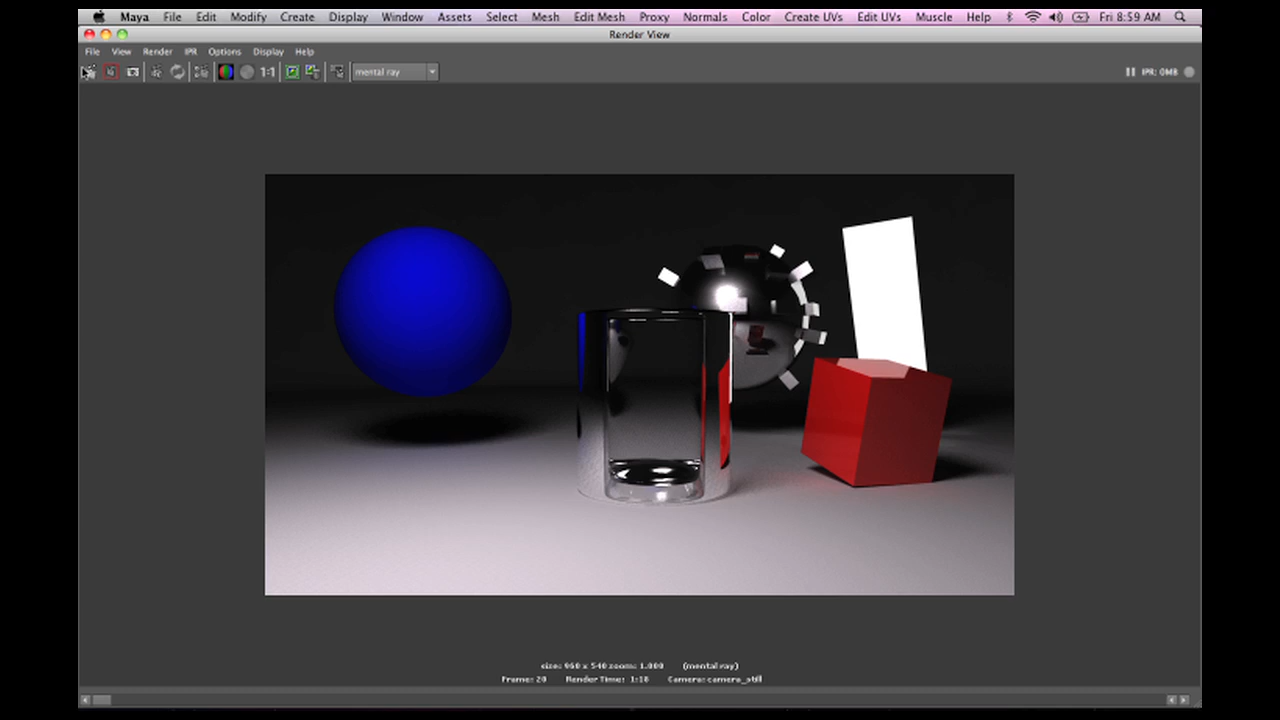 Maya File Edit Modify Create Display Window Assets Select Mesh Edit Mesh Proxy Normals Color Create UVs Edit UVs Muscle Help Fri 8:59 AM
Render View
File View Render IPR Options Display Help
1:1 mental ray IPR: 0MB
size: 960 x 540 zoom: 1.000 (mental ray)
Frame: 20 Render Time: 1:18 Camera: camera_still